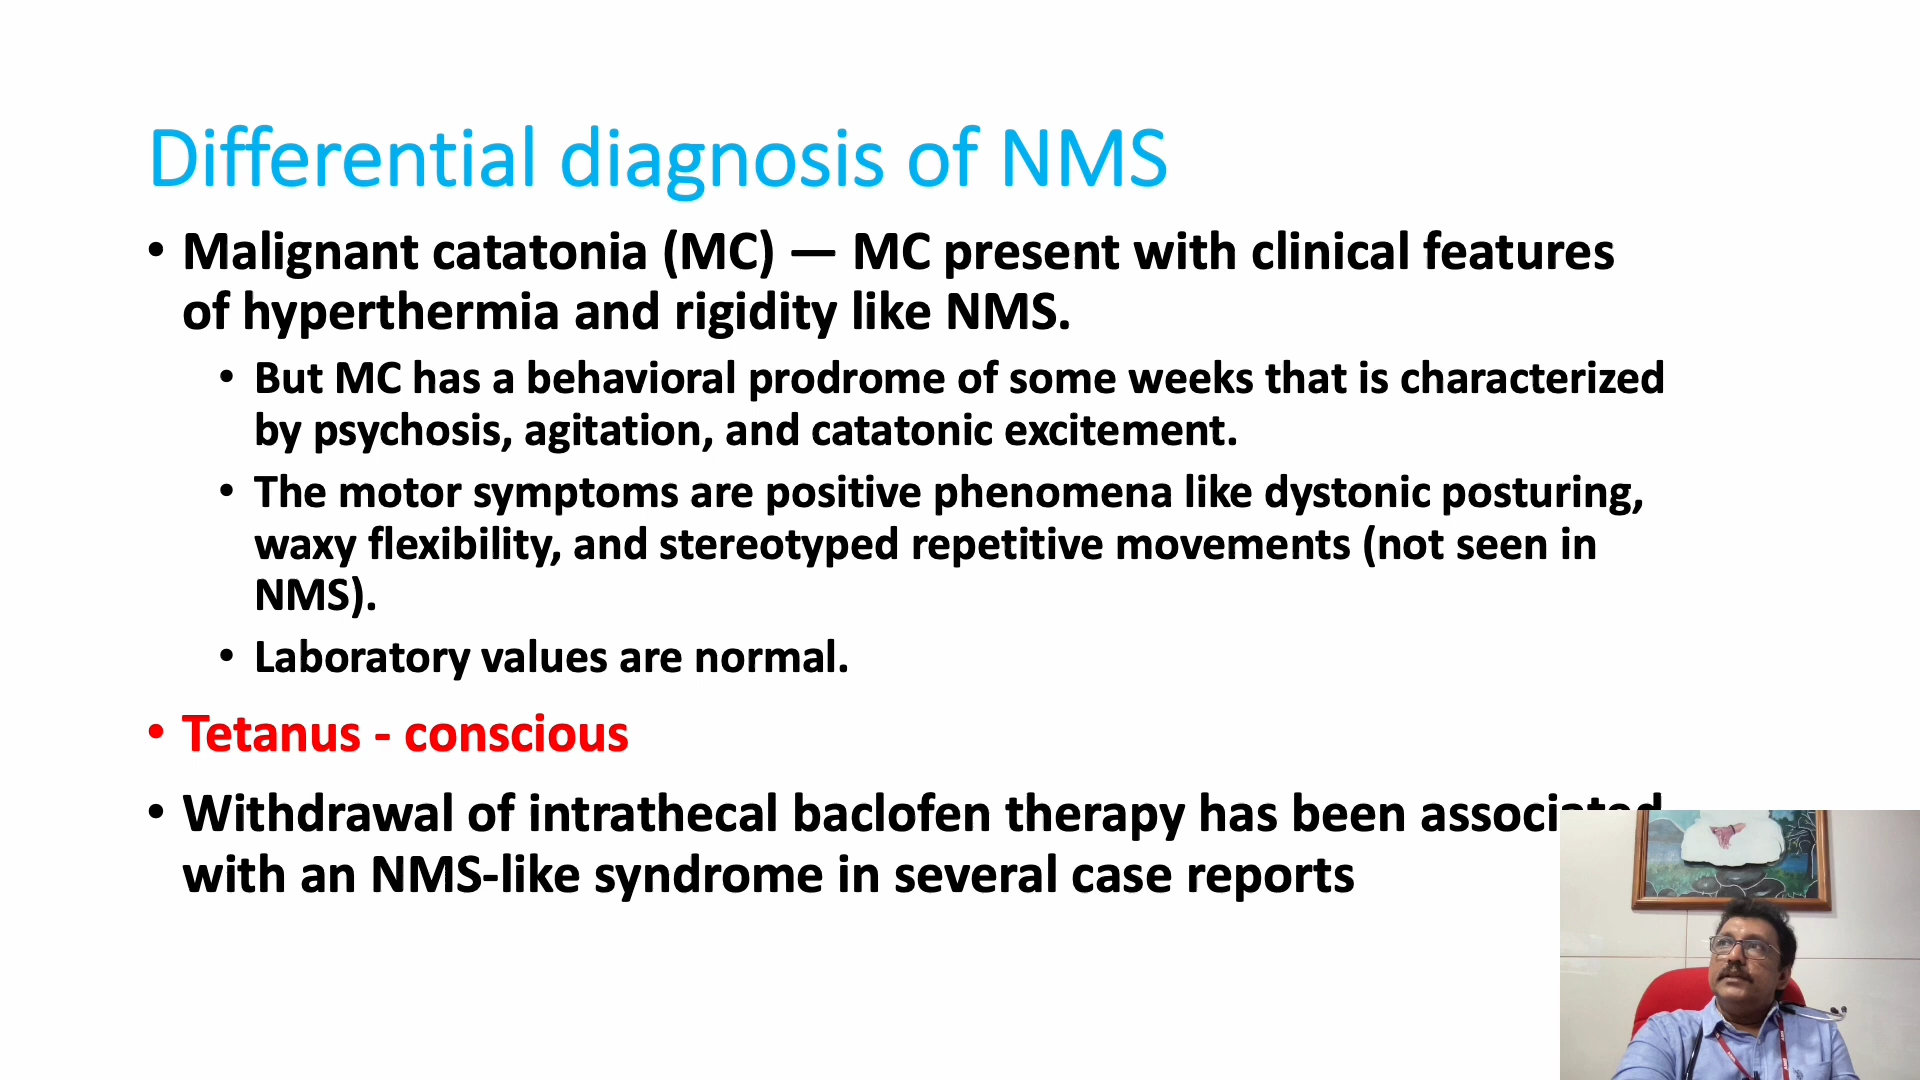 Differential diagnosis of NMS
• Malignant catatonia (MC) — MC present with clinical features
of hyperthermia and rigidity like NMS.
• But MC has a behavioral prodrome of some weeks that is characterized
by psychosis, agitation, and catatonic excitement.
• The motor symptoms are positive phenomena like dystonic posturing,
waxy flexibility, and stereotyped repetitive movements (not seen in
NMS).
• Laboratory values are normal.
• Tetanus - conscious
• Withdrawal of intrathecal baclofen therapy has been associated
with an NMS-like syndrome in several case reports